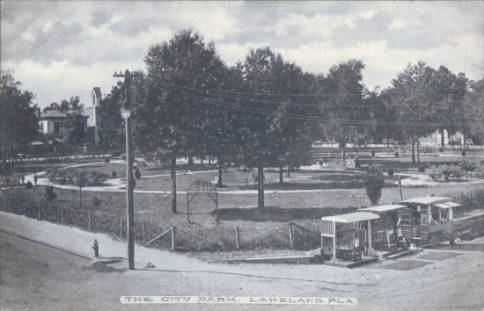 THE CITY PARK. LAKELAND, FLA